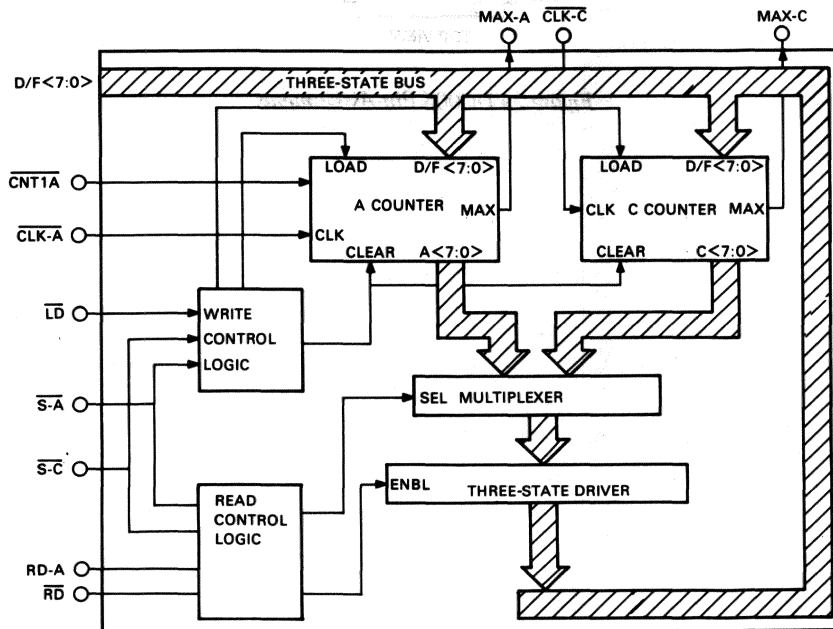 MAX-A CLK-C MAX-C
D/F<7:0> THREE-STATE BUS
LOAD D/F<7:0> LOAD D/F<7:0>
CNT1A
A COUNTER MAX CLK C COUNTER MAX
CLK-A CLK
CLEAR A<7:0> CLEAR C<7:0>
LD WRITE
CONTROL
LOGIC
S-A SEL MULTIPLEXER
S-C
READ ENBL THREE-STATE DRIVER
CONTROL
LOGIC
RD-A
RD